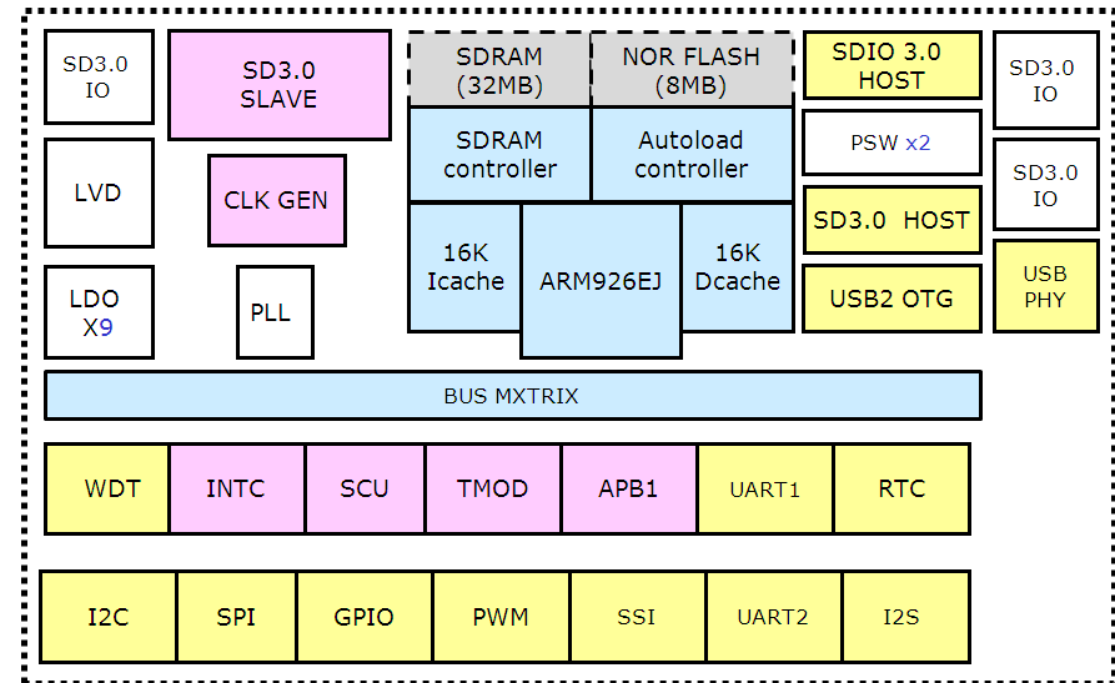 SD3.0
IO
SD3.0
SLAVE
SDRAM
(32MB)
NOR FLASH
(8MB)
SDIO 3.0
HOST
SD3.0
IO
LVD
CLK GEN
SDRAM
controller
Autoload
controller
PSW x2
SD3.0
IO
SD3.0 HOST
LDO
X9
PLL
16K
Icache
ARM926EJ
16K
Dcache
USB2 OTG
USB
PHY
BUS MXTRIX
WDT
INTC
SCU
TMOD
APB1
UART1
RTC
I2C
SPI
GPIO
PWM
SSI
UART2
I2S